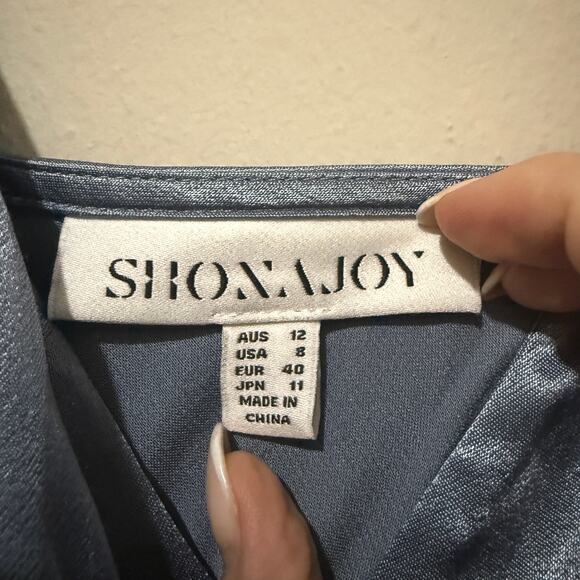 SHONAJOY
AUS 12
USA 8
EUR 40
JPN 11
MADE IN
CHINA